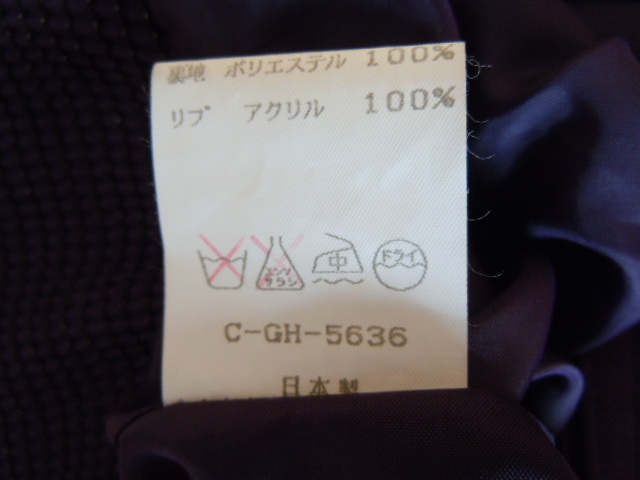 裏地 ポリエステル 100%
リブ アクリル 100%
エンソ サラシ 中 ドライ
C-GH-5636
日本製